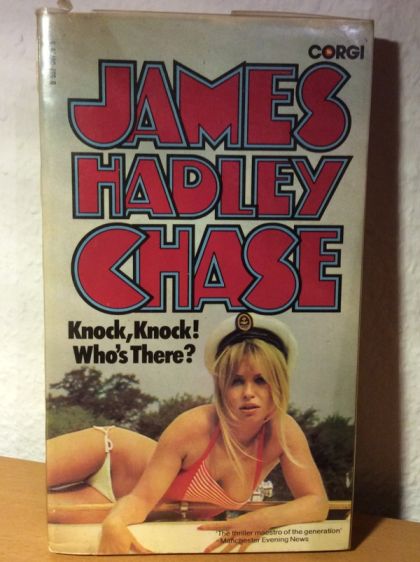 CORGI
JAMES
HADLEY
CHASE
Knock, Knock!
Who's There?
'The thriller maestro of the generation'
-Manchester Evening News